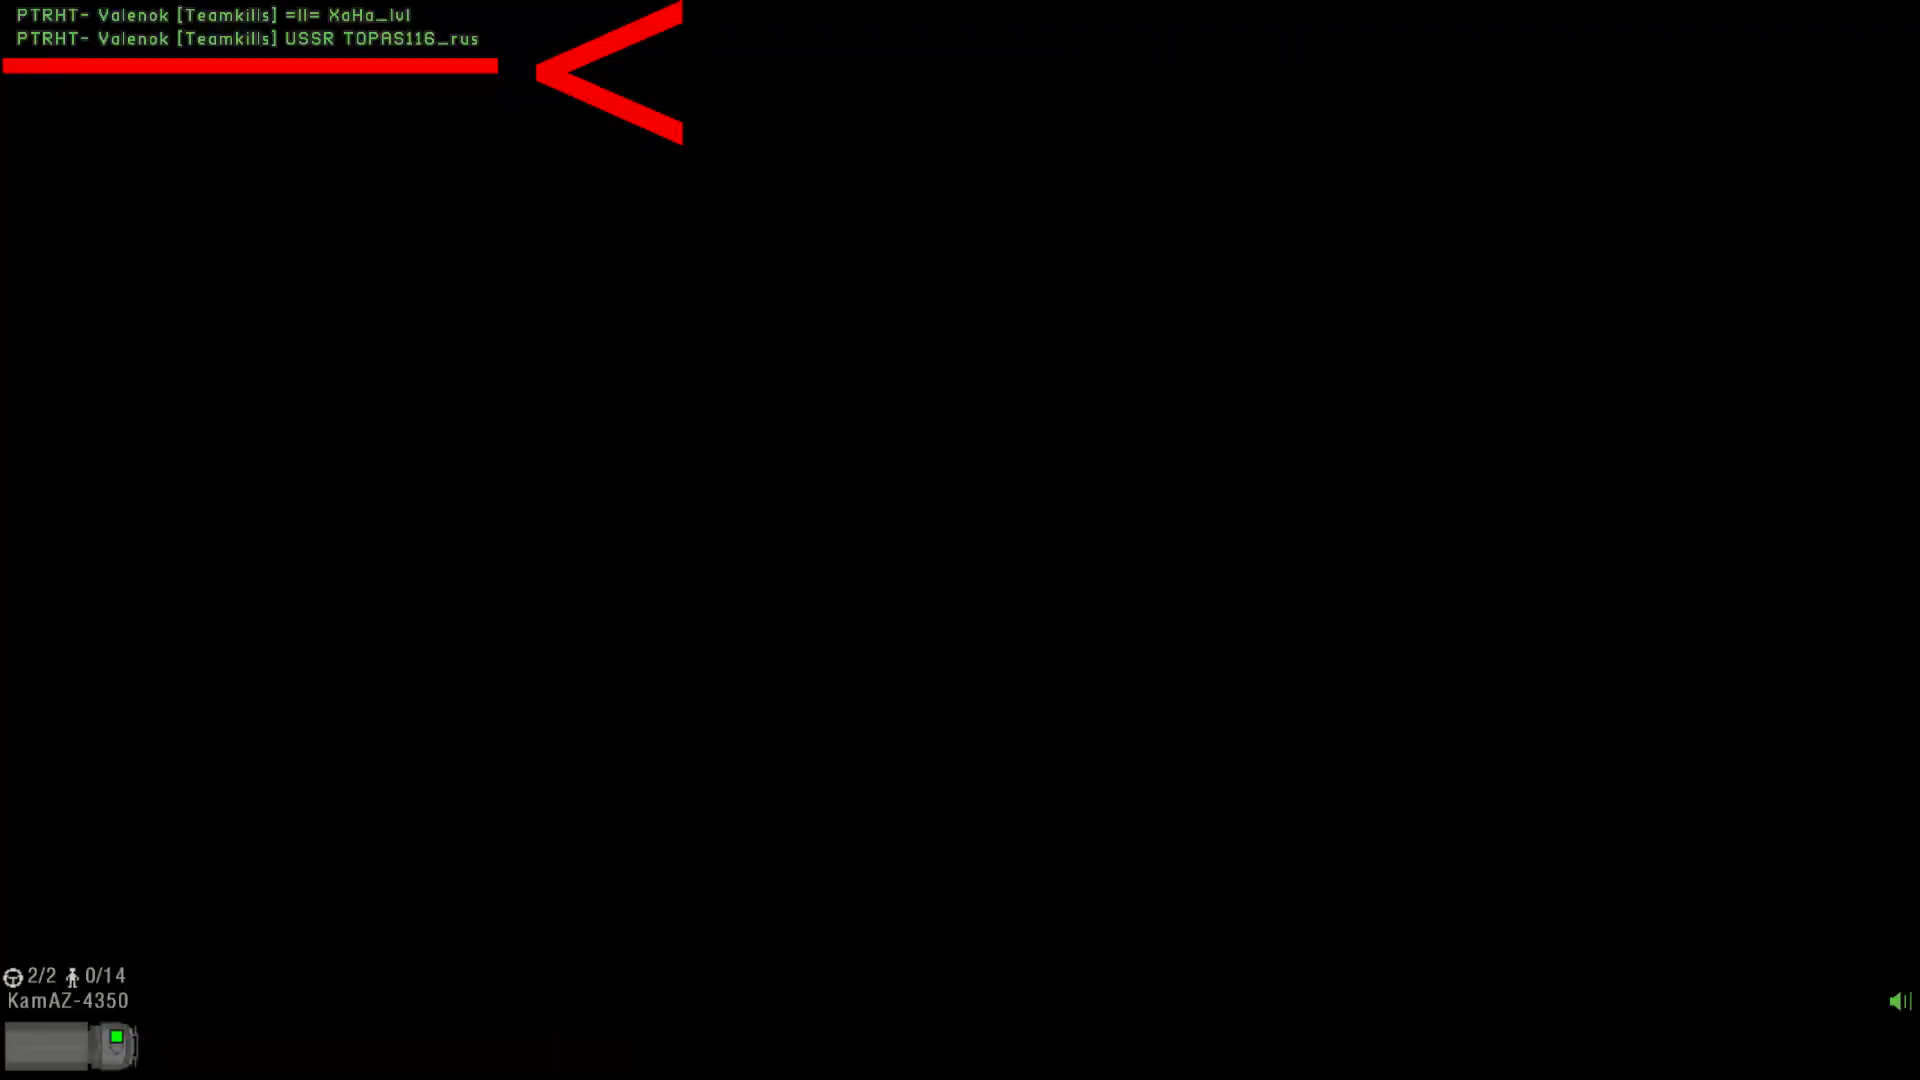 PTRHT- Valenok [Teamkills] =II= XaHa_lvl
PTRHT- Valenok [Teamkills] USSR TOPAS116_rus
2/2 0/14
KamAZ-4350